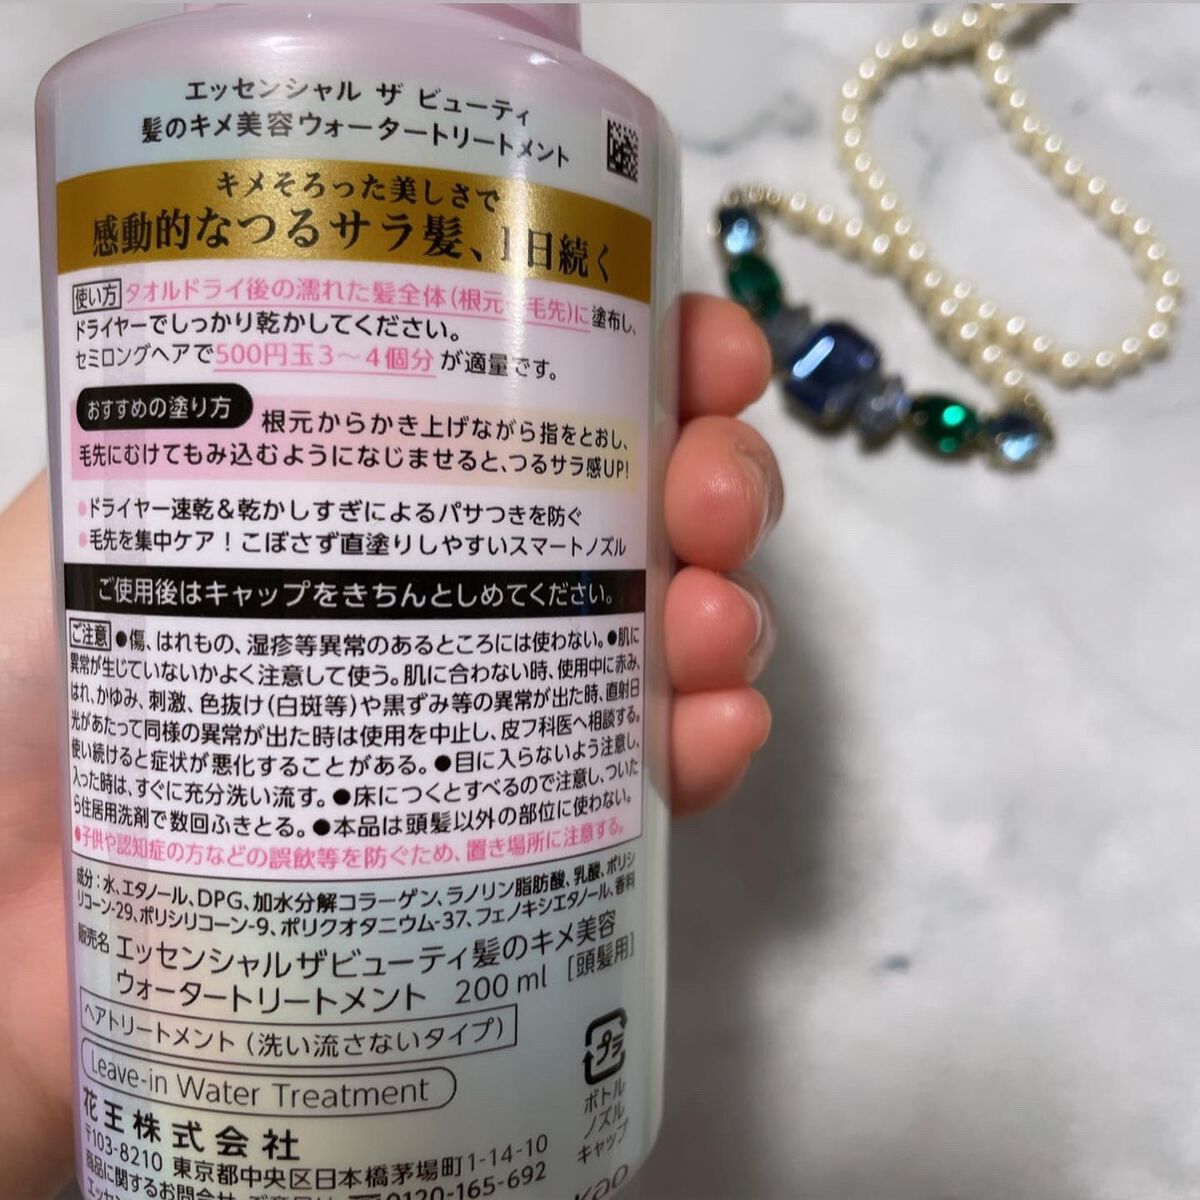 エッセンシャル ザ ビューティ
髪のキメ美容ウォータートリートメント
キメそろった美しさで
感動的なつるサラ髪、1日続く
使い方 タオルドライ後の濡れた髪全体(根元〜毛先)に塗布し、
ドライヤーでしっかり乾かしてください。
セミロングヘアで500円玉3〜4個分が適量です。
おすすめの塗り方 根元からかき上げながら指をとおし、
毛先にむけてもみ込むようになじませると、つるサラ感UP!
●ドライヤー速乾&乾かしすぎによるパサつきを防ぐ
●毛先を集中ケア!こぼさず直塗りしやすいスマートノズル
ご使用後はキャップをきちんとしめてください。
ご注意 ●傷、はれもの、湿疹等異常のあるところには使わない。●肌に
異常が生じていないかよく注意して使う。肌に合わない時、使用中に赤み、
はれ、かゆみ、刺激、色抜け(白斑等)や黒ずみ等の異常が出た時、直射日
光があたって同様の異常が出た時は使用を中止し、皮フ科医へ相談する。
使い続けると症状が悪化することがある。●目に入らないよう注意し、
入った時は、すぐに充分洗い流す。●床につくとすべるので注意し、ついた
ら住居用洗剤で数回ふきとる。●本品は頭髪以外の部位に使わない。
●子供や認知症の方などの誤飲等を防ぐため、置き場所に注意する。
成分:水、エタノール、DPG、加水分解コラーゲン、ラノリン脂肪酸、乳酸、ポリシ
リコーン-29、ポリシリコーン-9、ポリクオタニウム-37、フェノキシエタノール、香料
販売名 エッセンシャルザビューティ髪のキメ美容
ウォータートリートメント 200ml [頭髪用]
ヘアトリートメント(洗い流さないタイプ)
Leave-in Water Treatment
プラ
ボトル
ノズル
キャップ
花王株式会社
〒103-8210 東京都中央区日本橋茅場町1-14-10
商品に関するお問合せ 0120-165-692
kao